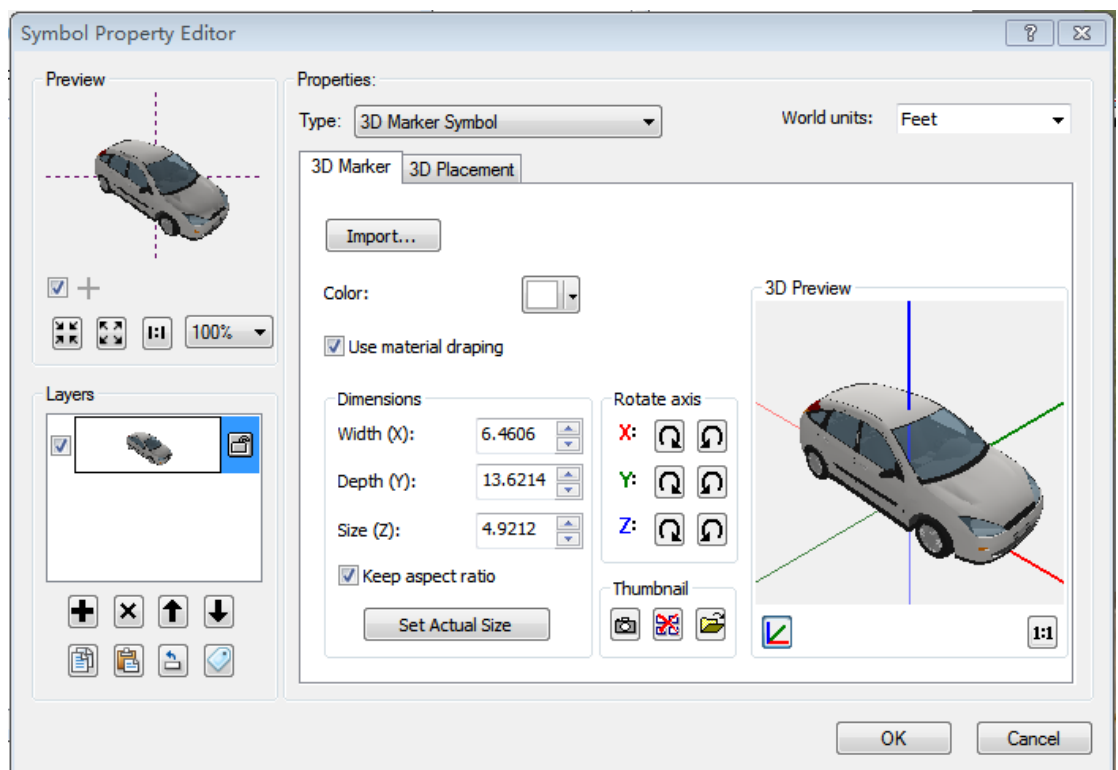 Symbol Property Editor
Preview
100%
Layers
Properties:
Type: 3D Marker Symbol
World units: Feet
3D Marker
3D Placement
Import...
Color:
Use material draping
Dimensions
Width (X): 6.4606
Depth (Y): 13.6214
Size (Z): 4.9212
Keep aspect ratio
Set Actual Size
Rotate axis
X:
Y:
Z:
Thumbnail
3D Preview
1:1
OK
Cancel